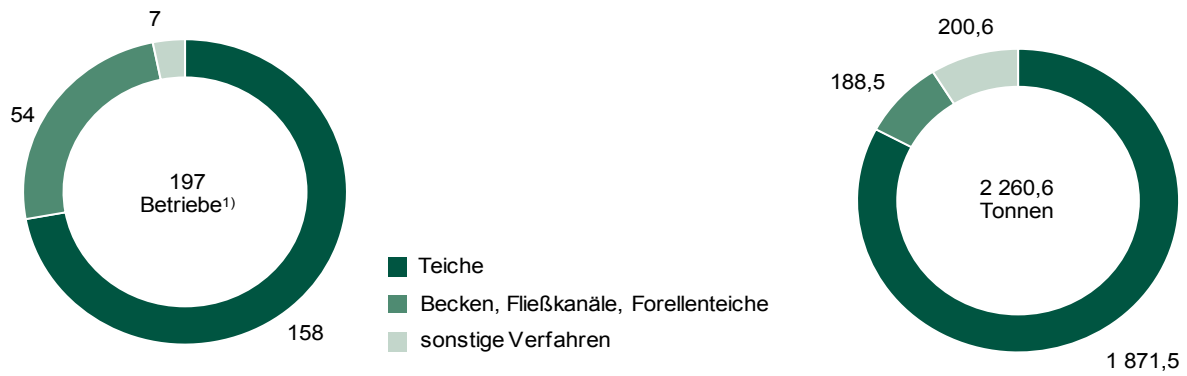 7
54
197
Betriebe1)
158
Teiche
Becken, Fließkanäle, Forellenteiche
sonstige Verfahren
200,6
188,5
2 260,6
Tonnen
1 871,5